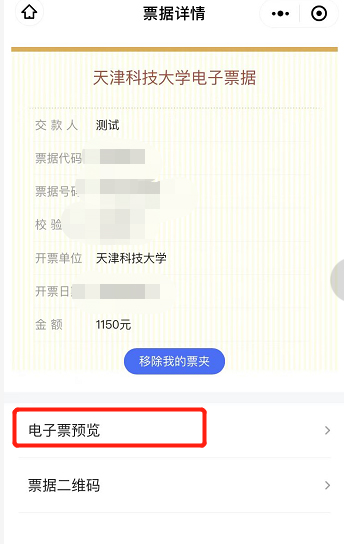 票据详情
天津科技大学电子票据
交款人 测试
票据代码
票据号码
校验
开票单位 天津科技大学
开票日
金额 1150元
移除我的票夹
电子票预览
票据二维码